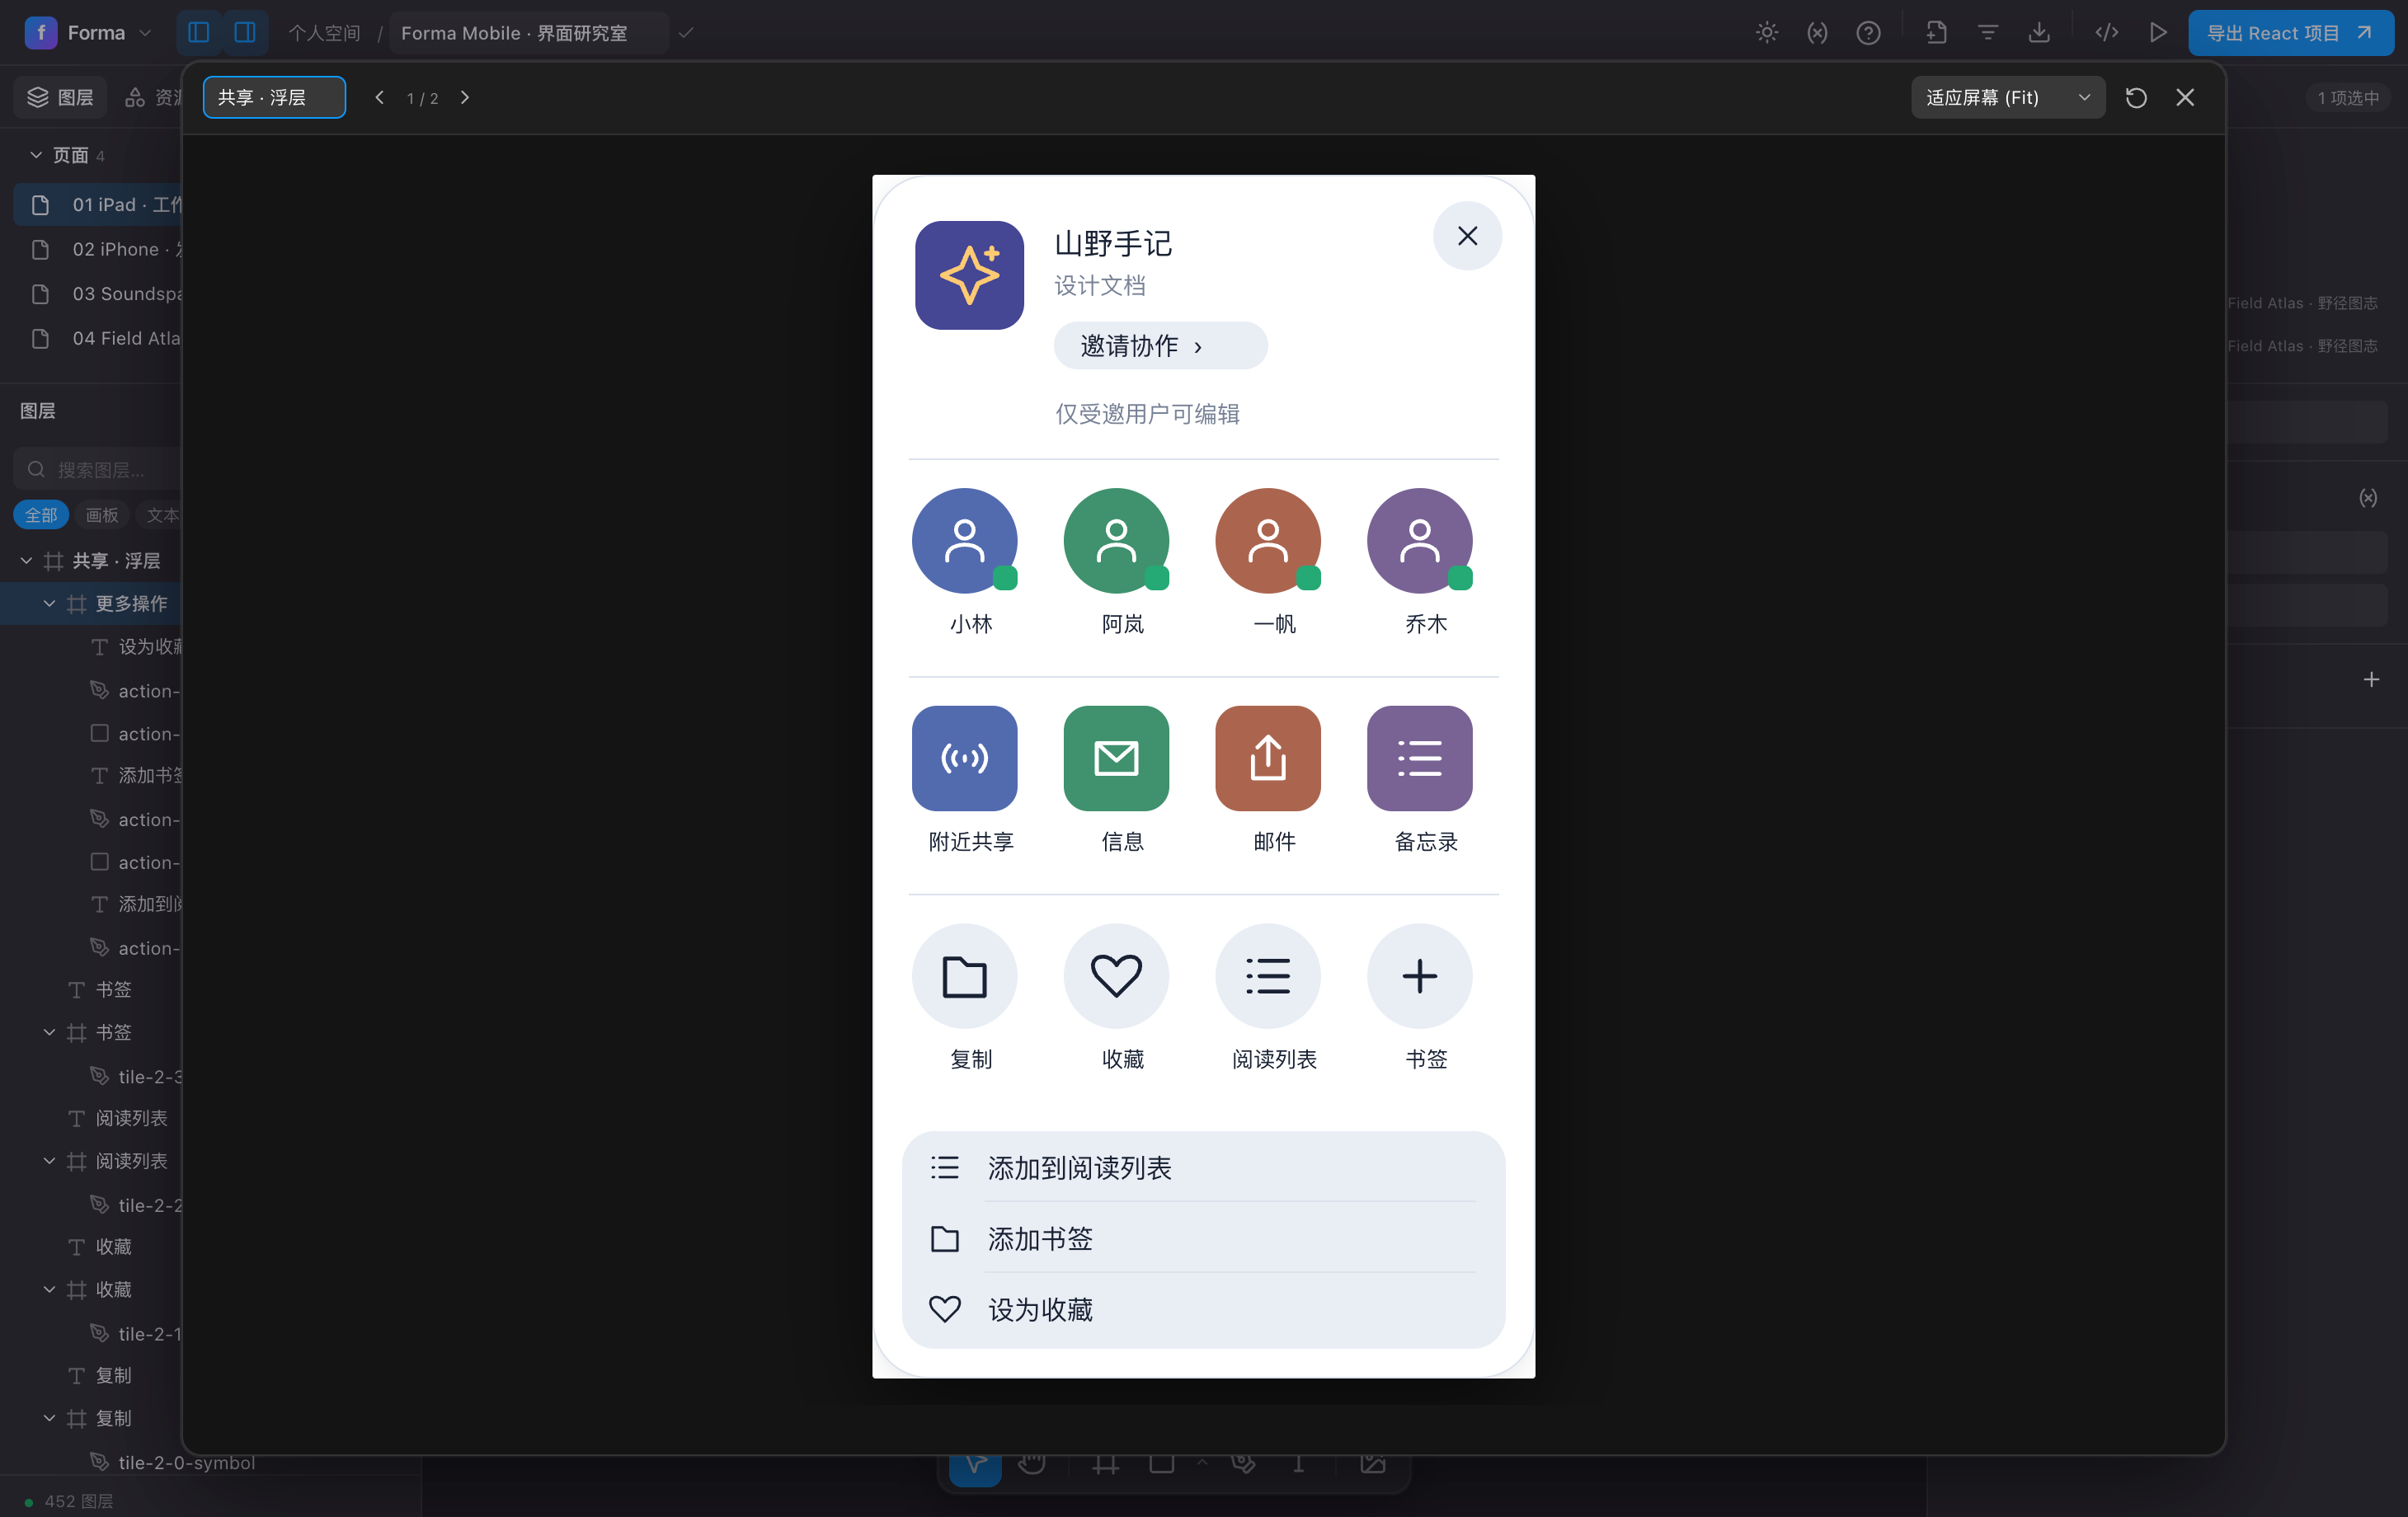 f Forma
个人空间 / Forma Mobile · 界面研究室
导出 React 项目
图层
资源
共享 · 浮层
1 / 2
适应屏幕 (Fit)
1 项选中
页面 4
01 iPad · 工作
02 iPhone ·
03 Soundspa
04 Field Atla
图层
搜索图层...
全部 画板 文本
共享 · 浮层
更多操作
设为收藏
action-
action-
添加书签
action-
action-
添加到阅
action-
书签
书签
tile-2-3
阅读列表
阅读列表
tile-2-2
收藏
收藏
tile-2-1
复制
复制
tile-2-0-symbol
452 图层
山野手记
设计文档
邀请协作 ›
仅受邀用户可编辑
小林 阿岚 一帆 乔木
附近共享 信息 邮件 备忘录
复制 收藏 阅读列表 书签
添加到阅读列表
添加书签
设为收藏
Field Atlas · 野径图志
Field Atlas · 野径图志